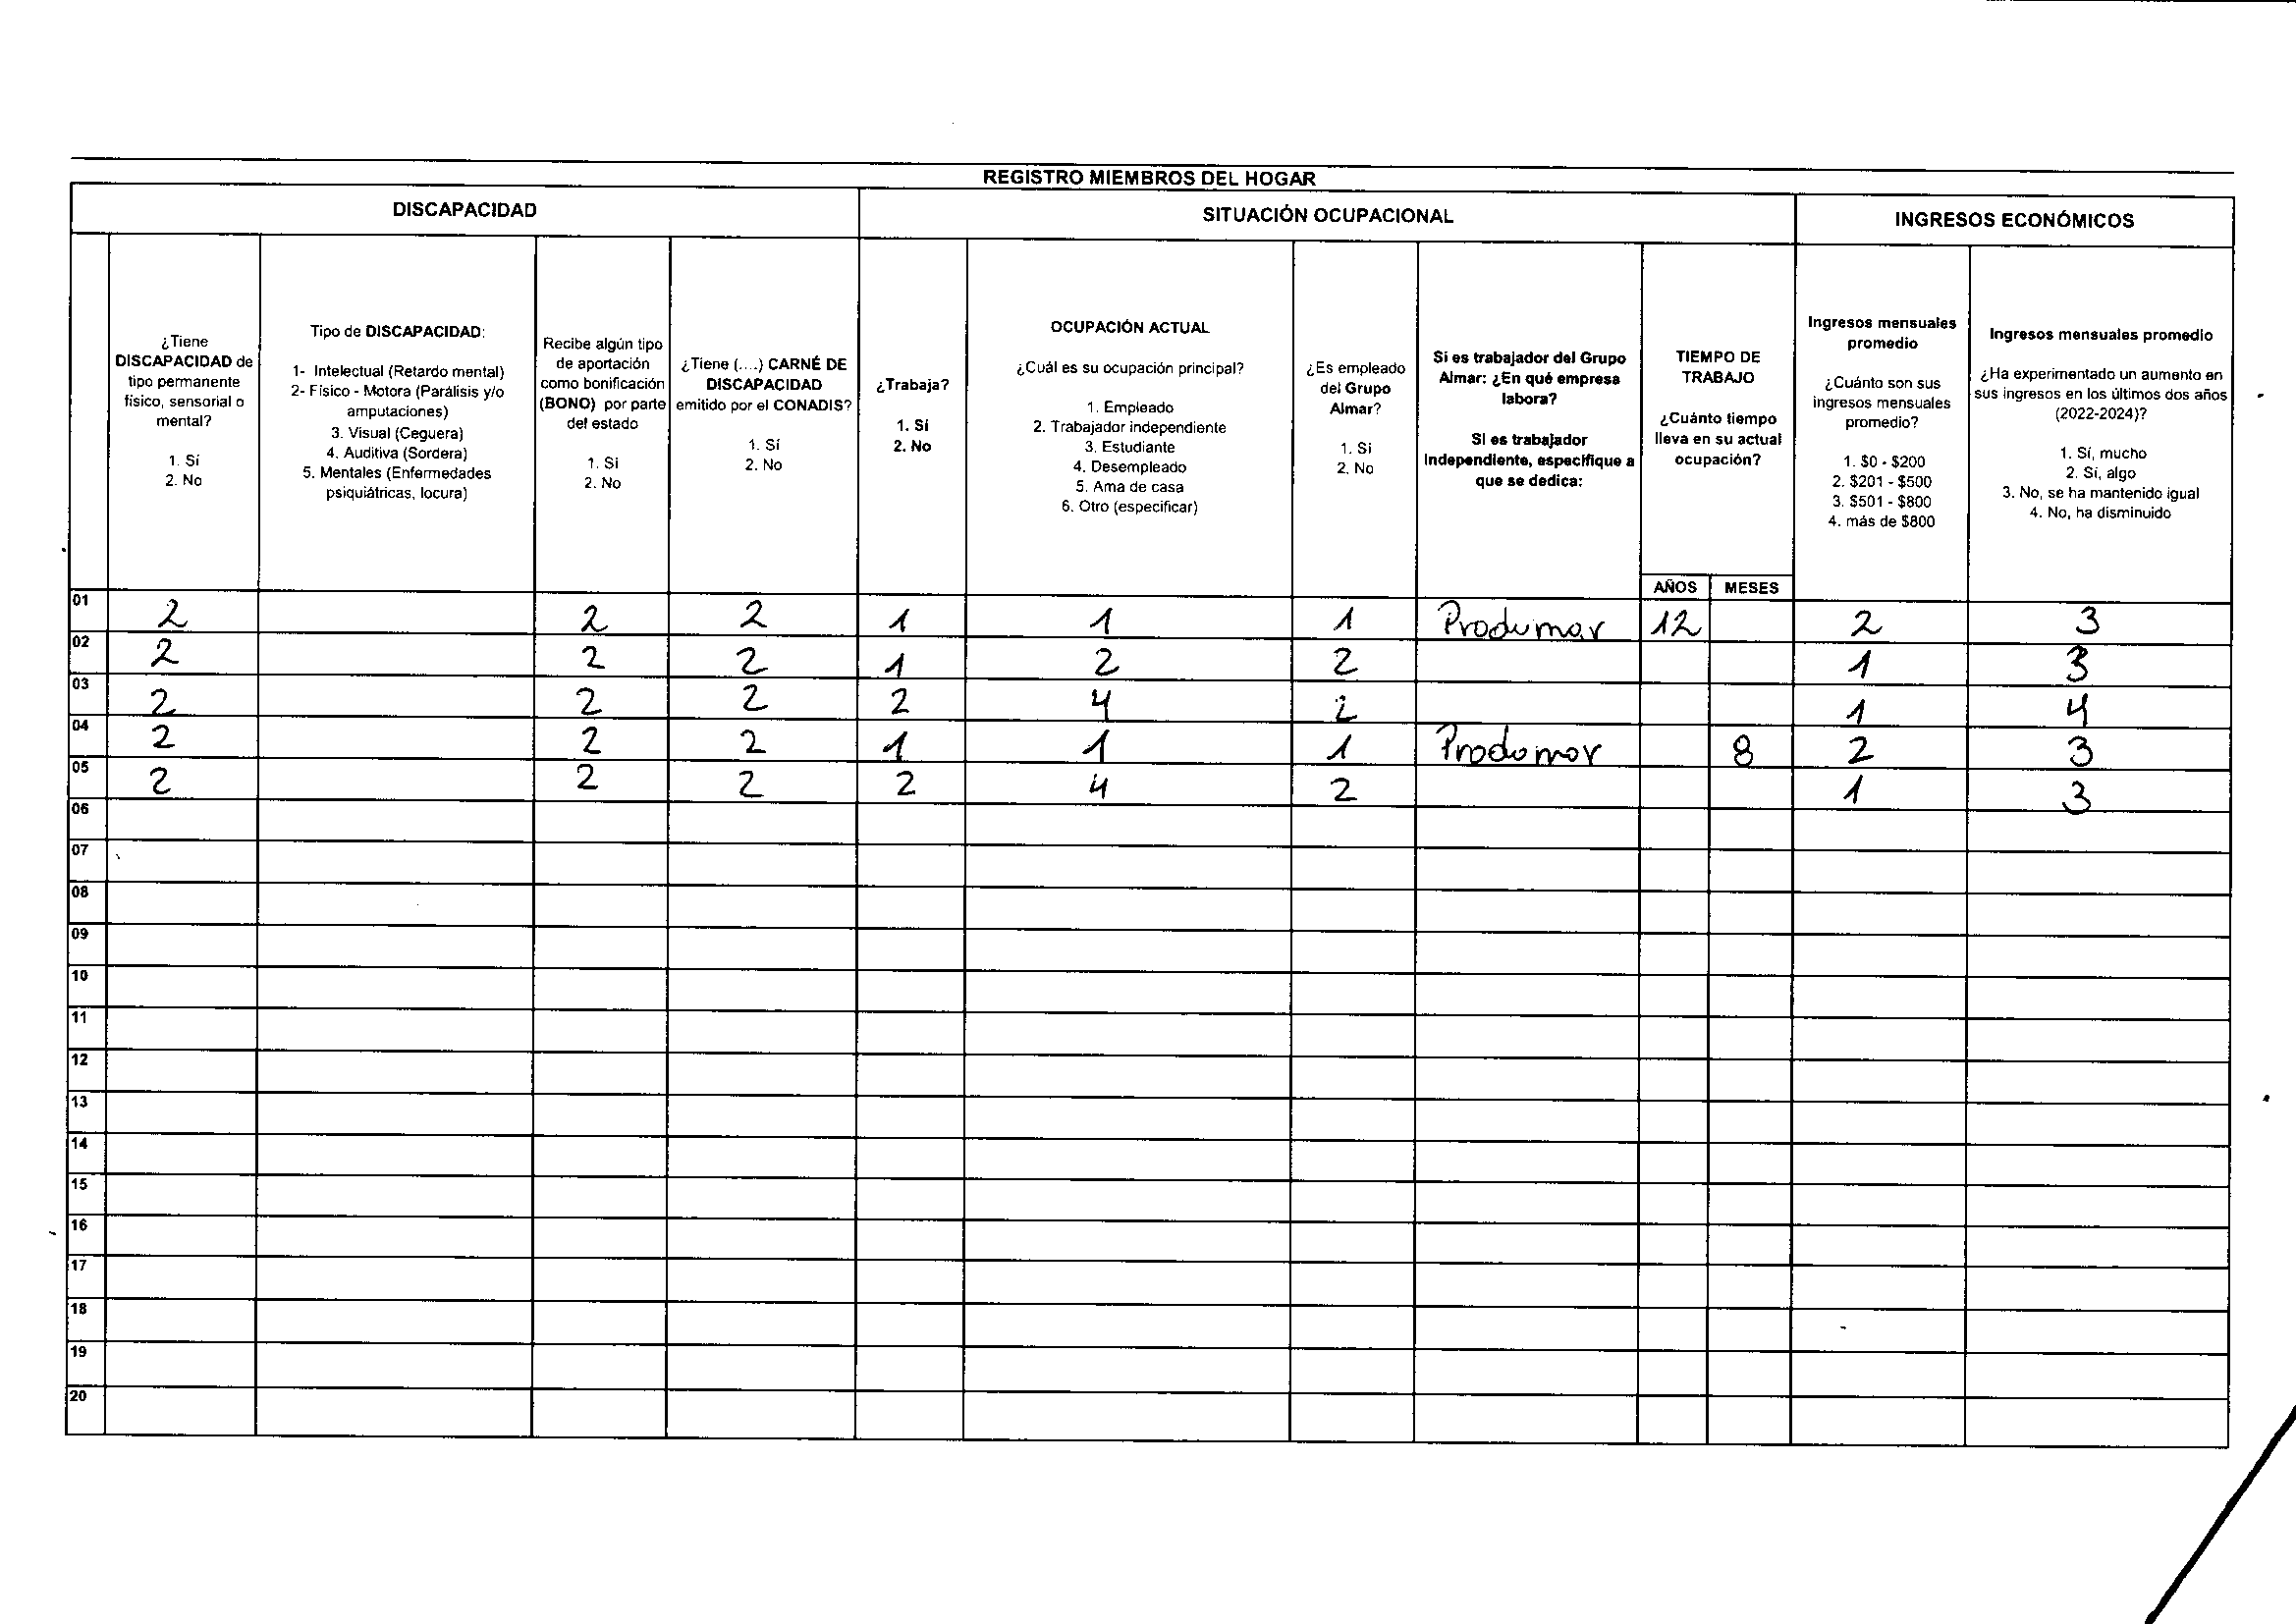 REGISTRO MIEMBROS DEL HOGAR
DISCAPACIDAD SITUACIÓN OCUPACIONAL INGRESOS ECONÓMICOS
¿Tiene
DISCAPACIDAD de
tipo permanente
físico, sensorial o
mental?
1. Sí
2. No
Tipo de DISCAPACIDAD:
1- Intelectual (Retardo mental)
2- Físico - Motora (Parálisis y/o
amputaciones)
3. Visual (Ceguera)
4. Auditiva (Sordera)
5. Mentales (Enfermedades
psiquiátricas, locura)
Recibe algún tipo
de aportación
como bonificación
(BONO) por parte
del estado
1. Si
2. No
¿Tiene (....) CARNÉ DE
DISCAPACIDAD
emitido por el CONADIS?
1. Sí
2. No
¿Trabaja?
1. Sí
2. No
OCUPACIÓN ACTUAL
¿Cuál es su ocupación principal?
1. Empleado
2. Trabajador independiente
3. Estudiante
4. Desempleado
5. Ama de casa
6. Otro (especificar)
¿Es empleado
del Grupo
Almar?
1. Sí
2. No
Si es trabajador del Grupo
Almar: ¿En qué empresa
labora?
Si es trabajador
independiente, especifique a
que se dedica:
TIEMPO DE
TRABAJO
¿Cuánto tiempo
lleva en su actual
ocupación?
AÑOS MESES
Ingresos mensuales
promedio
¿Cuánto son sus
ingresos mensuales
promedio?
1. $0 - $200
2. $201 - $500
3. $501 - $800
4. más de $800
Ingresos mensuales promedio
¿Ha experimentado un aumento en
sus ingresos en los últimos dos años
(2022-2024)?
1. Sí, mucho
2. Sí, algo
3. No, se ha mantenido igual
4. No, ha disminuido
01 2 2 2 1 1 1 Produmar 12 2 3
02 2 2 2 1 2 2 1 3
03 2 2 2 2 4 2 1 4
04 2 2 2 1 1 1 Prodomar 8 2 3
05 2 2 2 2 4 2 1 3
06
07
08
09
10
11
12
13
14
15
16
17
18
19
20